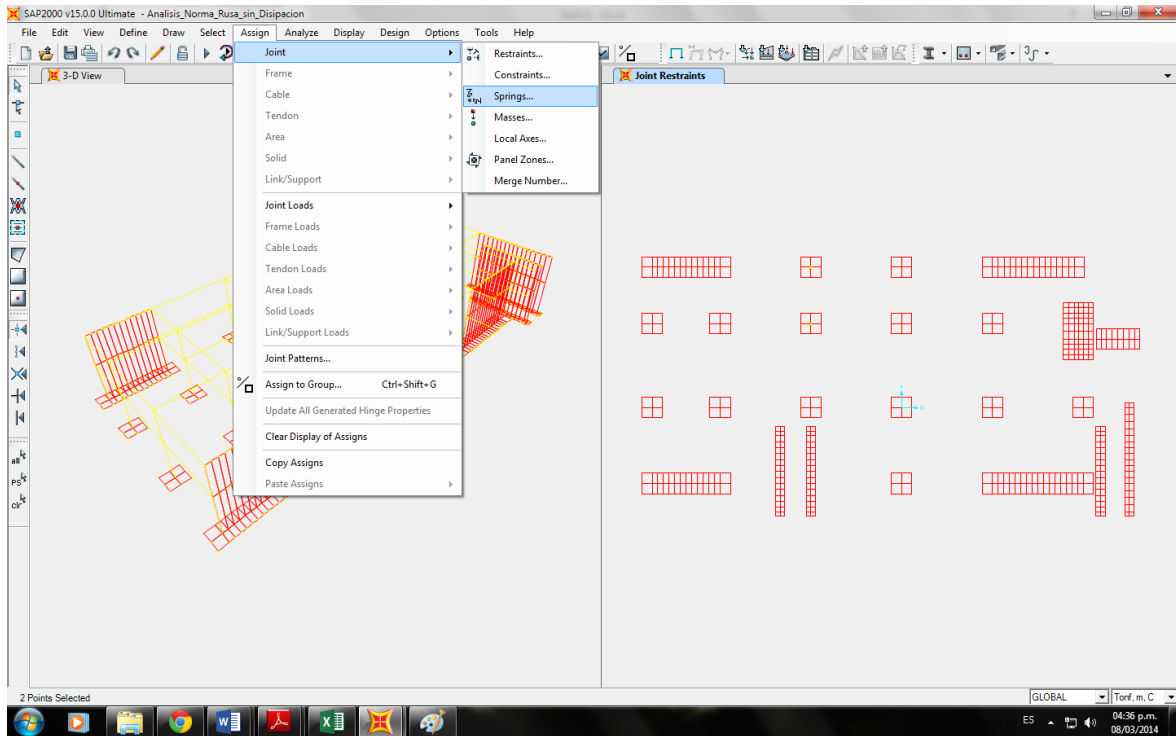 SAP2000 v15.0.0 Ultimate - Analisis_Norma_Rusa_sin_Disipacion
File Edit View Define Draw Select Assign Analyze Display Design Options Tools Help
3-D View
Joint Restraints
Joint
Frame
Cable
Tendon
Area
Solid
Link/Support
Joint Loads
Frame Loads
Cable Loads
Tendon Loads
Area Loads
Solid Loads
Link/Support Loads
Joint Patterns...
Assign to Group... Ctrl+Shift+G
Update All Generated Hinge Properties
Clear Display of Assigns
Copy Assigns
Paste Assigns
Restraints...
Constraints...
Springs...
Masses...
Local Axes...
Panel Zones...
Merge Number...
all
PS
clr
2 Points Selected
GLOBAL
Tonf, m, C
ES
04:36 p.m.
08/03/2014